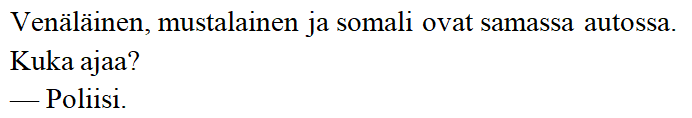 Venäläinen, mustalainen ja somali ovat samassa autossa.
Kuka ajaa?
— Poliisi.